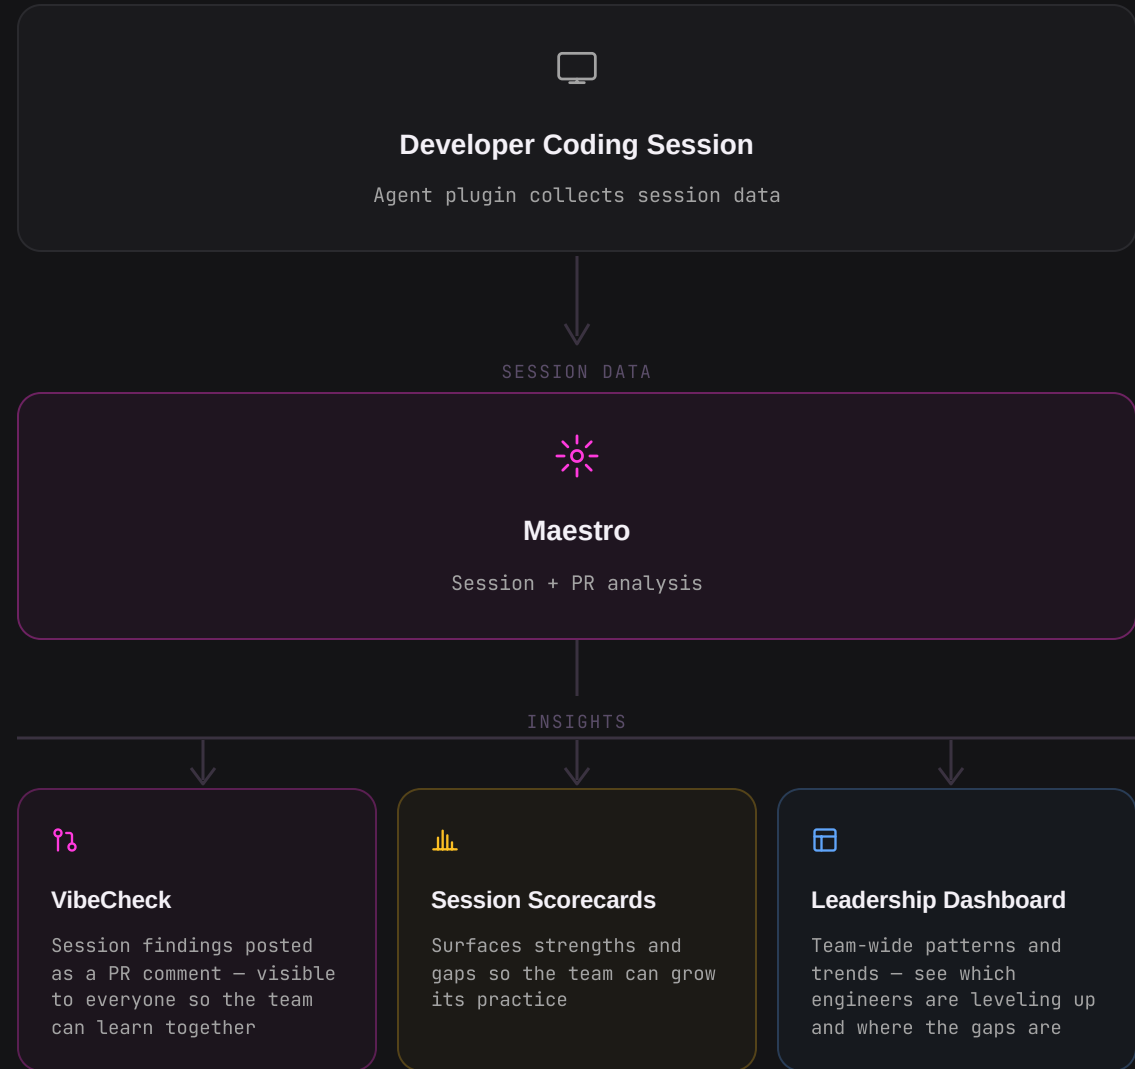 Developer Coding Session
Agent plugin collects session data
SESSION DATA
Maestro
Session + PR analysis
INSIGHTS
VibeCheck
Session findings posted
as a PR comment — visible
to everyone so the team
can learn together
Session Scorecards
Surfaces strengths and
gaps so the team can grow
its practice
Leadership Dashboard
Team-wide patterns and
trends — see which
engineers are leveling up
and where the gaps are